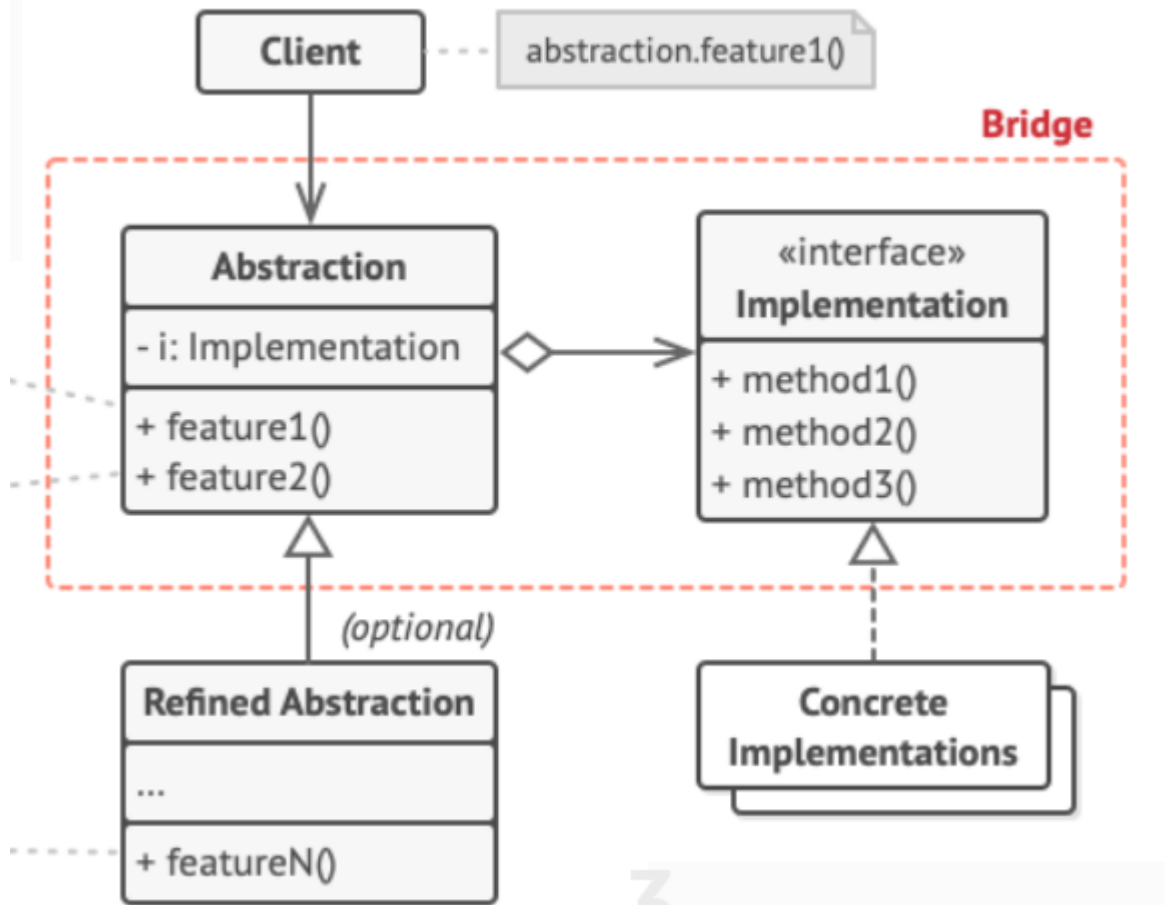 Client
abstraction.feature1()
Bridge
Abstraction
- i: Implementation
+ feature1()
+ feature2()
«interface»
Implementation
+ method1()
+ method2()
+ method3()
(optional)
Refined Abstraction
...
+ featureN()
Concrete
Implementations
3